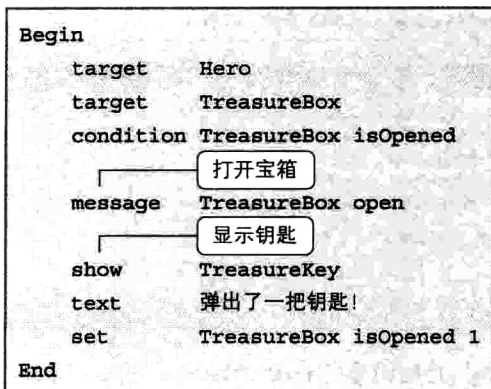 Begin
target Hero
target TreasureBox
condition TreasureBox isOpened
打开宝箱
message TreasureBox open
显示钥匙
show TreasureKey
text 弹出了一把钥匙!
set TreasureBox isOpened 1
End